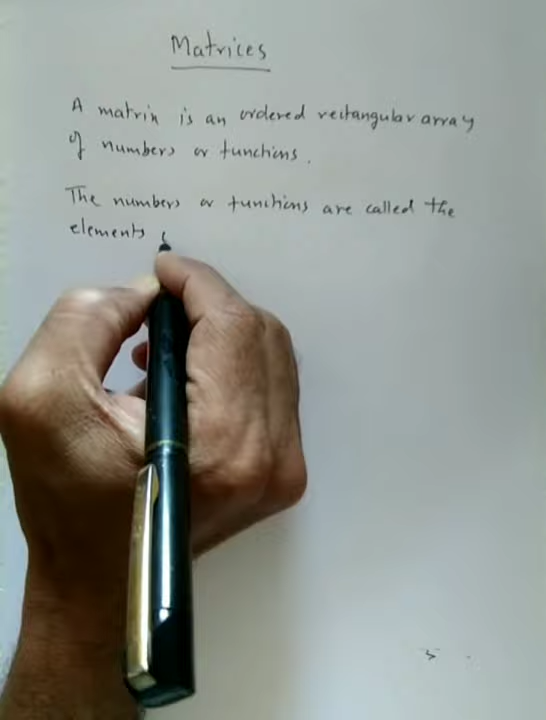 Matrices
A matrix is an ordered rectangular array
of numbers or functions.
The numbers or functions are called the
elements